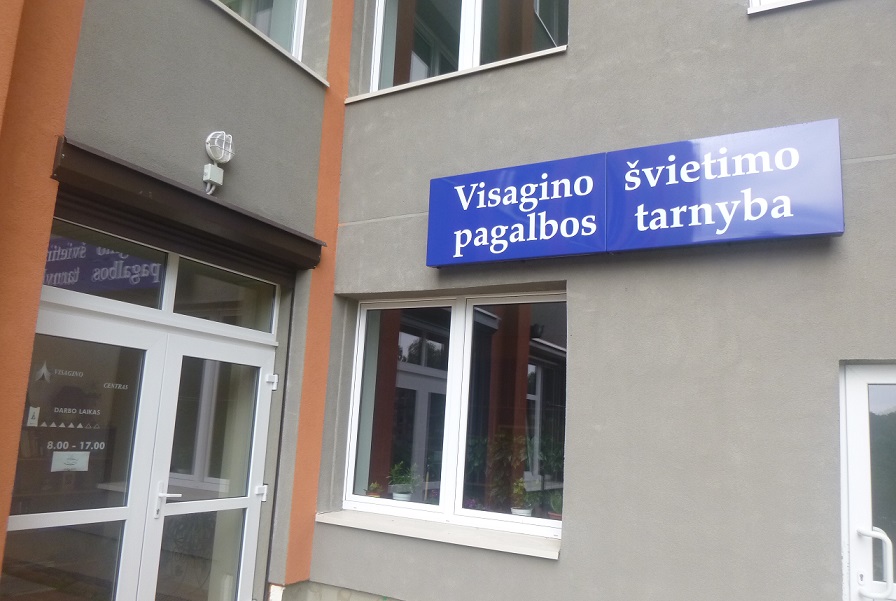 Visagino švietimo
pagalbos tarnyba
VISAGINO
CENTRAS
DARBO LAIKAS
8.00 - 17.00